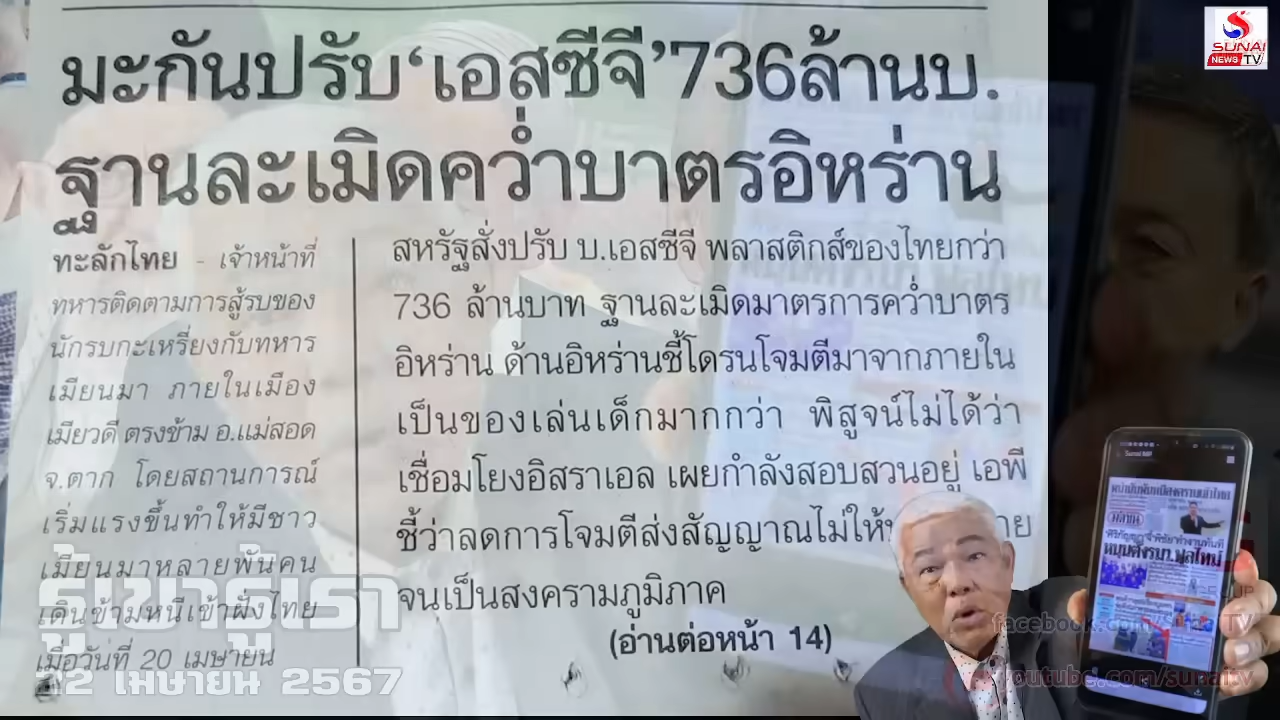 มะกันปรับ‘เอสซีจี’736ล้านบ.
ฐานละเมิดคว่ำบาตรอิหร่าน
ทะลักไทย - เจ้าหน้าที่
ทหารติดตามการสู้รบของ
นักรบกะเหรี่ยงกับทหาร
เมียนมา ภายในเมือง
เมียวดี ตรงข้าม อ.แม่สอด
จ.ตาก โดยสถานการณ์
เริ่มแรงขึ้นทำให้มีชาว
เมียนมาหลายพันคน
เดินข้ามหนีเข้าฝั่งไทย
เมื่อวันที่ 20 เมษายน
สหรัฐสั่งปรับ บ.เอสซีจี พลาสติกส์ของไทยกว่า
736 ล้านบาท ฐานละเมิดมาตรการคว่ำบาตร
อิหร่าน ด้านอิหร่านชี้โดรนโจมตีมาจากภายใน
เป็นของเล่นเด็กมากกว่า พิสูจน์ไม่ได้ว่า
เชื่อมโยงอิสราเอล เผยกำลังสอบสวนอยู่ เอพี
ชี้ว่าลดการโจมตีส่งสัญญาณไม่ให้
จนเป็นสงครามภูมิภาค
(อ่านต่อหน้า 14)
รู้เขารู้เรา
22 เมษายน 2567
SUNAI
NEWS TV
มติชน
หนุนดึงรมว.พูลใหม่
facebook.com/Sunai TV
youtube.com/sunaitv